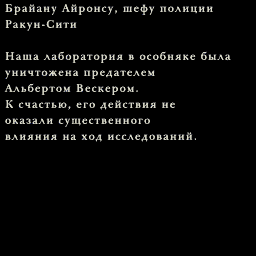 Брайану Айронсу, шефу полиции
Ракун-Сити
Наша лаборатория в особняке была
уничтожена предателем
Альбертом Вескером.
К счастью, его действия не
оказали существенного
влияния на ход исследований.